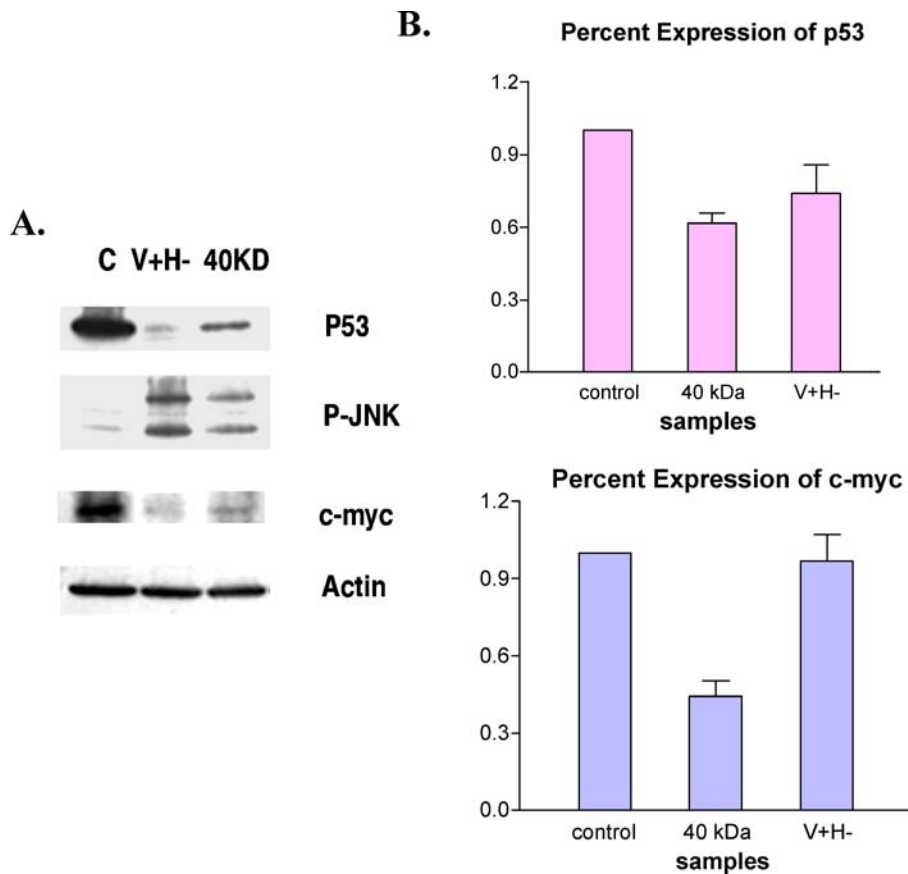 A.
C V+H- 40KD
P53
P-JNK
c-myc
Actin
B.
Percent Expression of p53
1.2
0.9
0.6
0.3
0.0
control 40 kDa V+H-
samples
Percent Expression of c-myc
1.2
0.9
0.6
0.3
0.0
control 40 kDa V+H-
samples